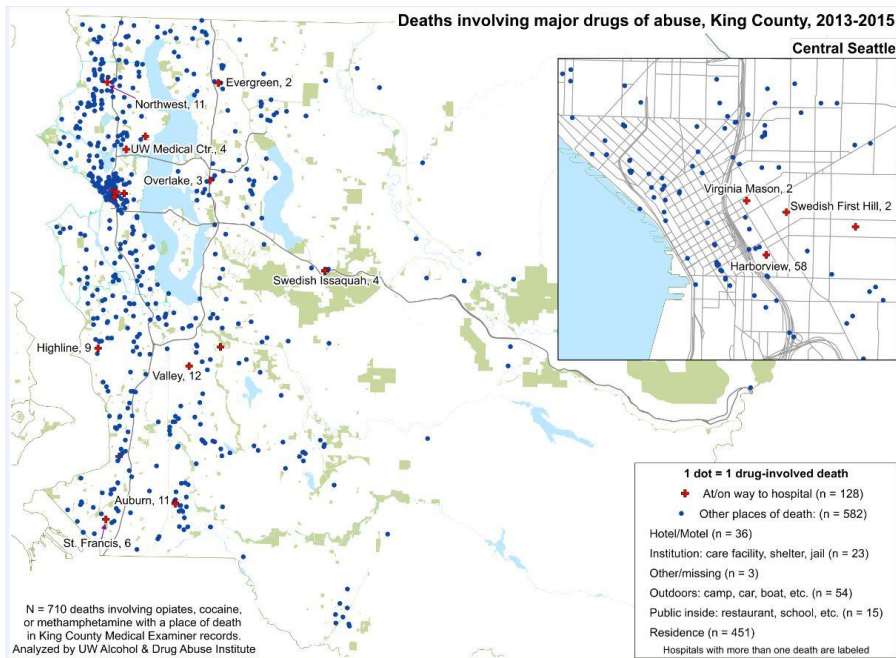 Deaths involving major drugs of abuse, King County, 2013-2015
Central Seattle
Evergreen, 2
Northwest, 11
UW Medical Ctr., 4
Overlake, 3
Virginia Mason, 2
Swedish First Hill, 2
Harborview, 58
Swedish Issaquah, 4
Highline, 9
Valley, 12
Auburn, 11
St. Francis, 6
1 dot = 1 drug-involved death
At/on way to hospital (n = 128)
Other places of death: (n = 582)
Hotel/Motel (n = 36)
Institution: care facility, shelter, jail (n = 23)
Other/missing (n = 3)
Outdoors: camp, car, boat, etc. (n = 54)
Public inside: restaurant, school, etc. (n = 15)
Residence (n = 451)
Hospitals with more than one death are labeled
N = 710 deaths involving opiates, cocaine,
or methamphetamine with a place of death
in King County Medical Examiner records.
Analyzed by UW Alcohol & Drug Abuse Institute